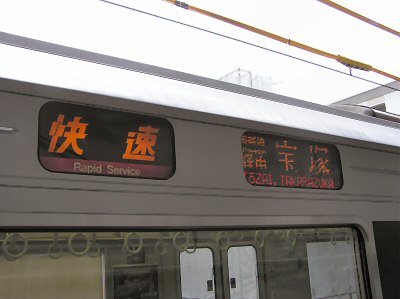 快速
Rapid Service
宝塚
TAKARAZUKA